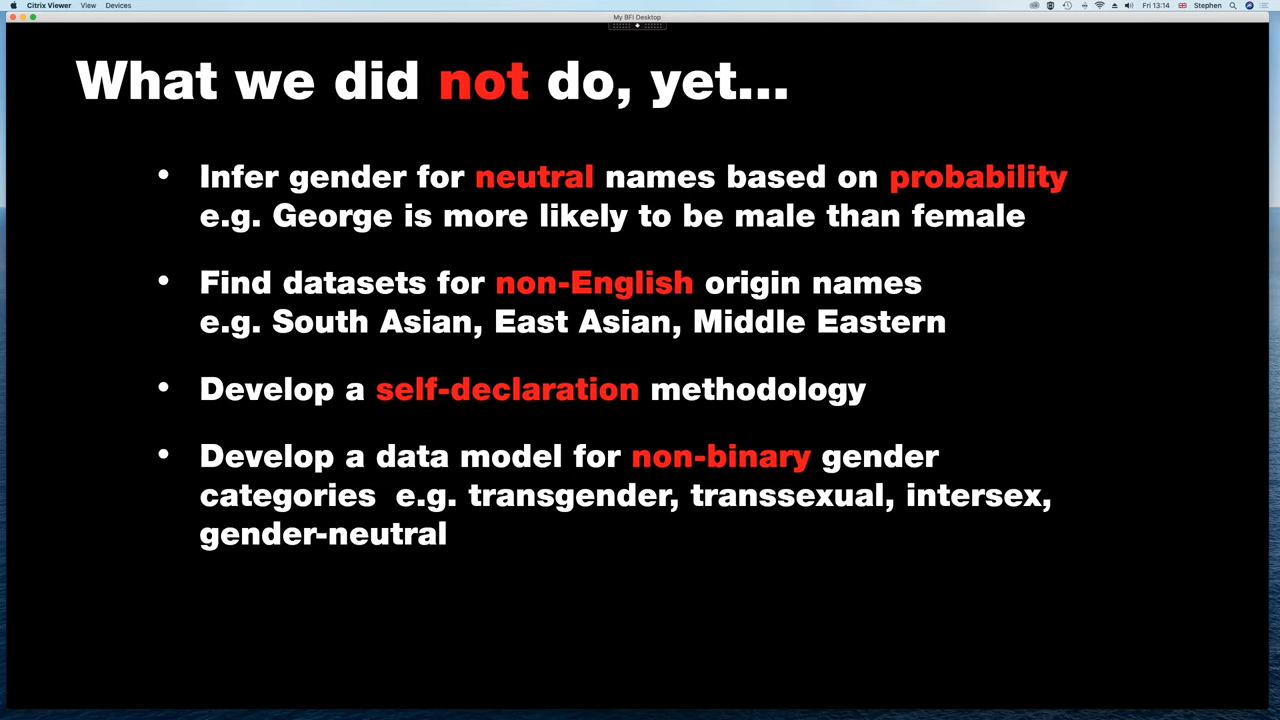 Citrix Viewer View Devices Fri 13:14 Stephen
My BFI Desktop
What we did not do, yet...
• Infer gender for neutral names based on probability
e.g. George is more likely to be male than female
• Find datasets for non-English origin names
e.g. South Asian, East Asian, Middle Eastern
• Develop a self-declaration methodology
• Develop a data model for non-binary gender
categories e.g. transgender, transsexual, intersex,
gender-neutral